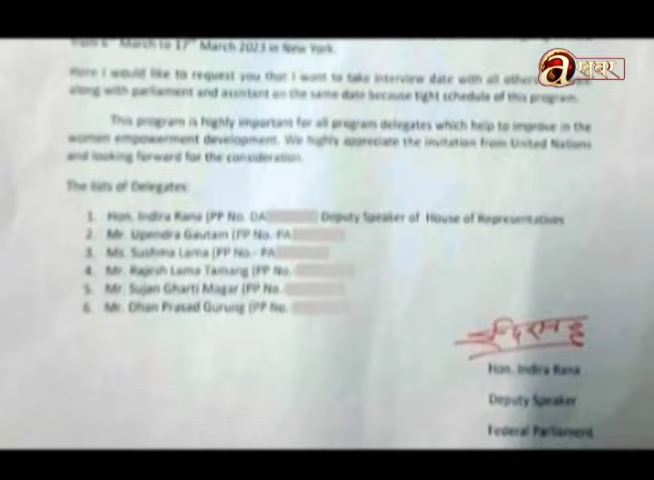 from 6th March to 17th March 2023 in New York.
खबर
Here I would like to request you that I want to take interview date with all others
along with parliament and assistant on the same date because tight schedule of this program.
This program is highly important for all program delegates which help to improve in the
women empowerment development. We highly appreciate the invitation from United Nations
and looking forward for the consideration.
The lists of Delegates:
1. Hon. Indira Rana (PP No. DA Deputy Speaker of House of Representatives
2. Mr. Upendra Gautam (PP No. PA
3. Ms. Sushma Lama (PP No.- PA
4. Mr. Rajesh Lama Tamang (PP No.
5. Mr. Sujan Gharti Magar (PP No.
6. Mr. Dhan Prasad Gurung (PP No.
Hon. Indira Rana
Deputy Speaker
Federal Parliament